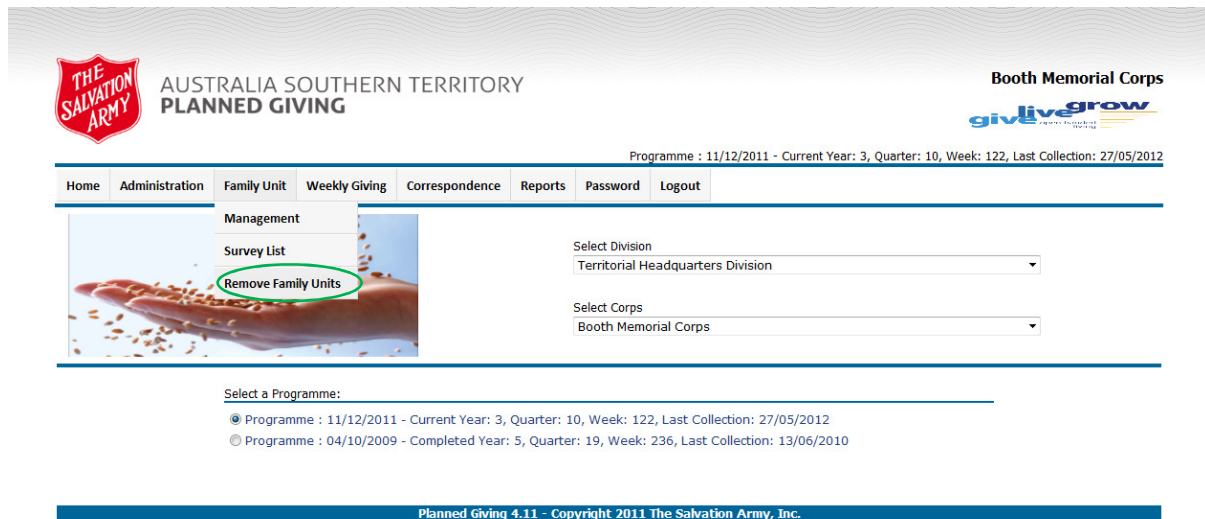 THE
SALVATION
ARMY
AUSTRALIA SOUTHERN TERRITORY
PLANNED GIVING
Booth Memorial Corps
givelivegrow
open handed
living
Programme : 11/12/2011 - Current Year: 3, Quarter: 10, Week: 122, Last Collection: 27/05/2012
Home Administration Family Unit Weekly Giving Correspondence Reports Password Logout
Management
Survey List
Remove Family Units
Select Division
Territorial Headquarters Division
Select Corps
Booth Memorial Corps
Select a Programme:
Programme : 11/12/2011 - Current Year: 3, Quarter: 10, Week: 122, Last Collection: 27/05/2012
Programme : 04/10/2009 - Completed Year: 5, Quarter: 19, Week: 236, Last Collection: 13/06/2010
Planned Giving 4.11 - Copyright 2011 The Salvation Army, Inc.